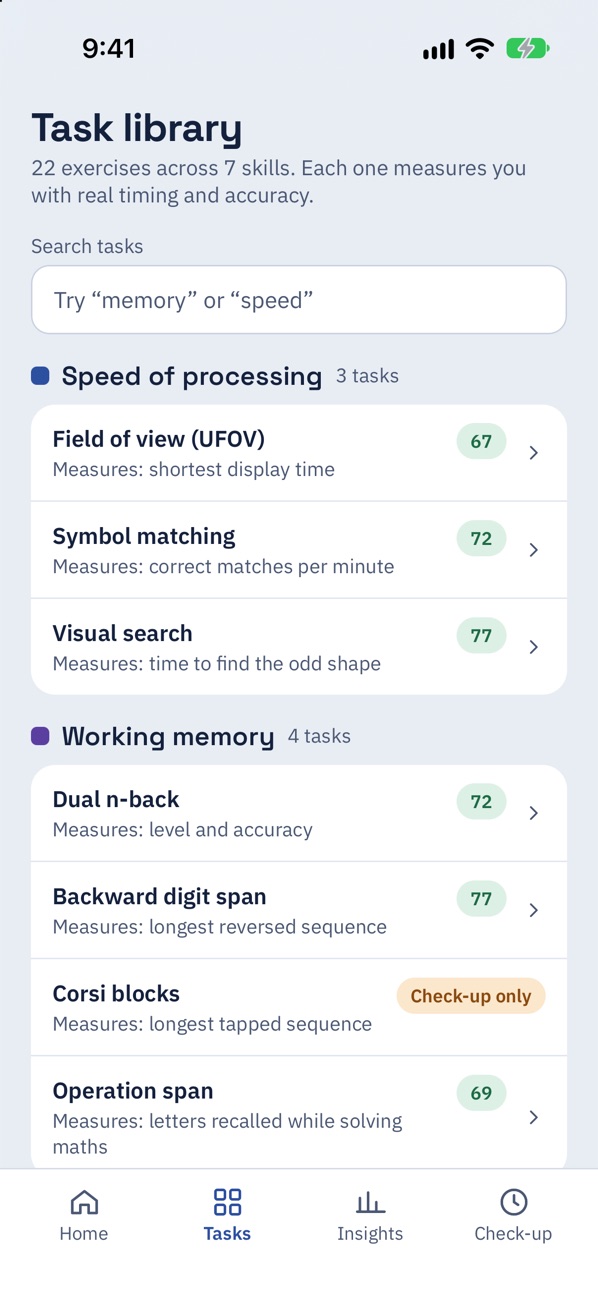 9:41
Task library
22 exercises across 7 skills. Each one measures you
with real timing and accuracy.
Search tasks
Try “memory” or “speed”
Speed of processing 3 tasks
Field of view (UFOV) 67
Measures: shortest display time
Symbol matching 72
Measures: correct matches per minute
Visual search 77
Measures: time to find the odd shape
Working memory 4 tasks
Dual n-back 72
Measures: level and accuracy
Backward digit span 77
Measures: longest reversed sequence
Corsi blocks Check-up only
Measures: longest tapped sequence
Operation span 69
Measures: letters recalled while solving
maths
Home Tasks Insights Check-up